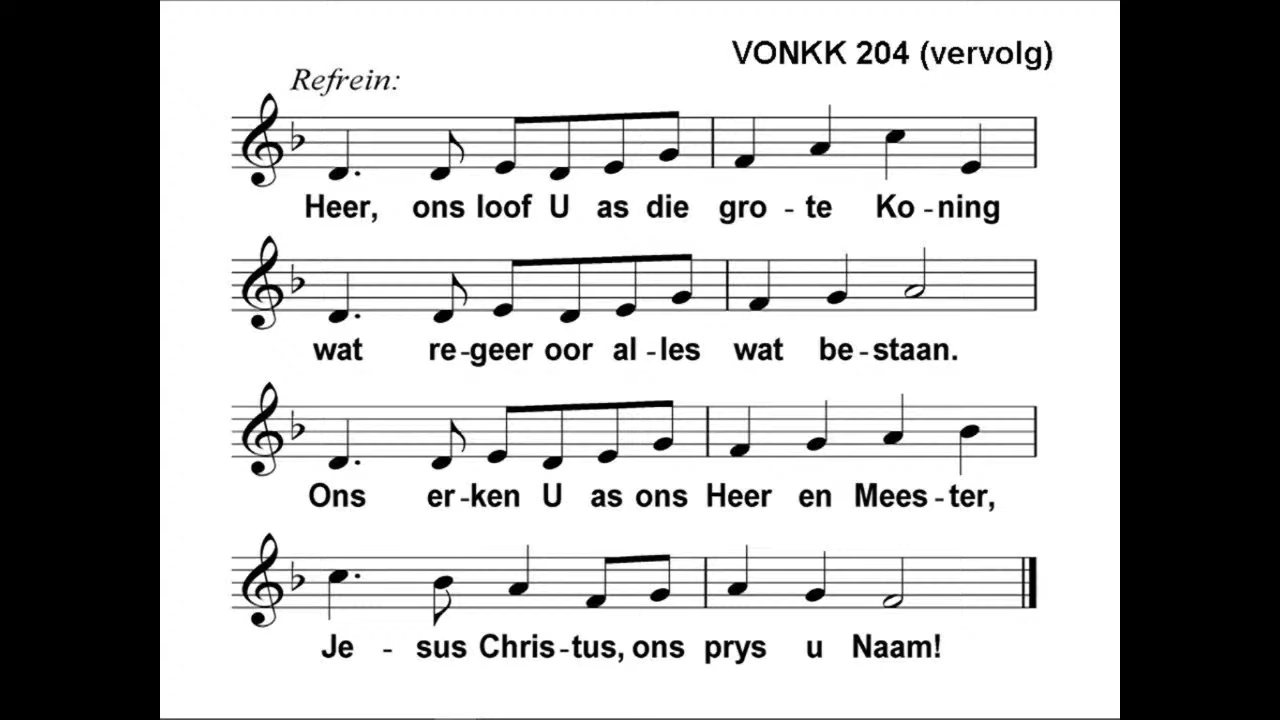 VONKK 204 (vervolg)
Refrein:
Heer, ons loof U as die gro - te Ko - ning
wat re - geer oor al - les wat be - staan.
Ons er - ken U as ons Heer en Mees - ter,
Je - sus Chris - tus, ons prys u Naam!